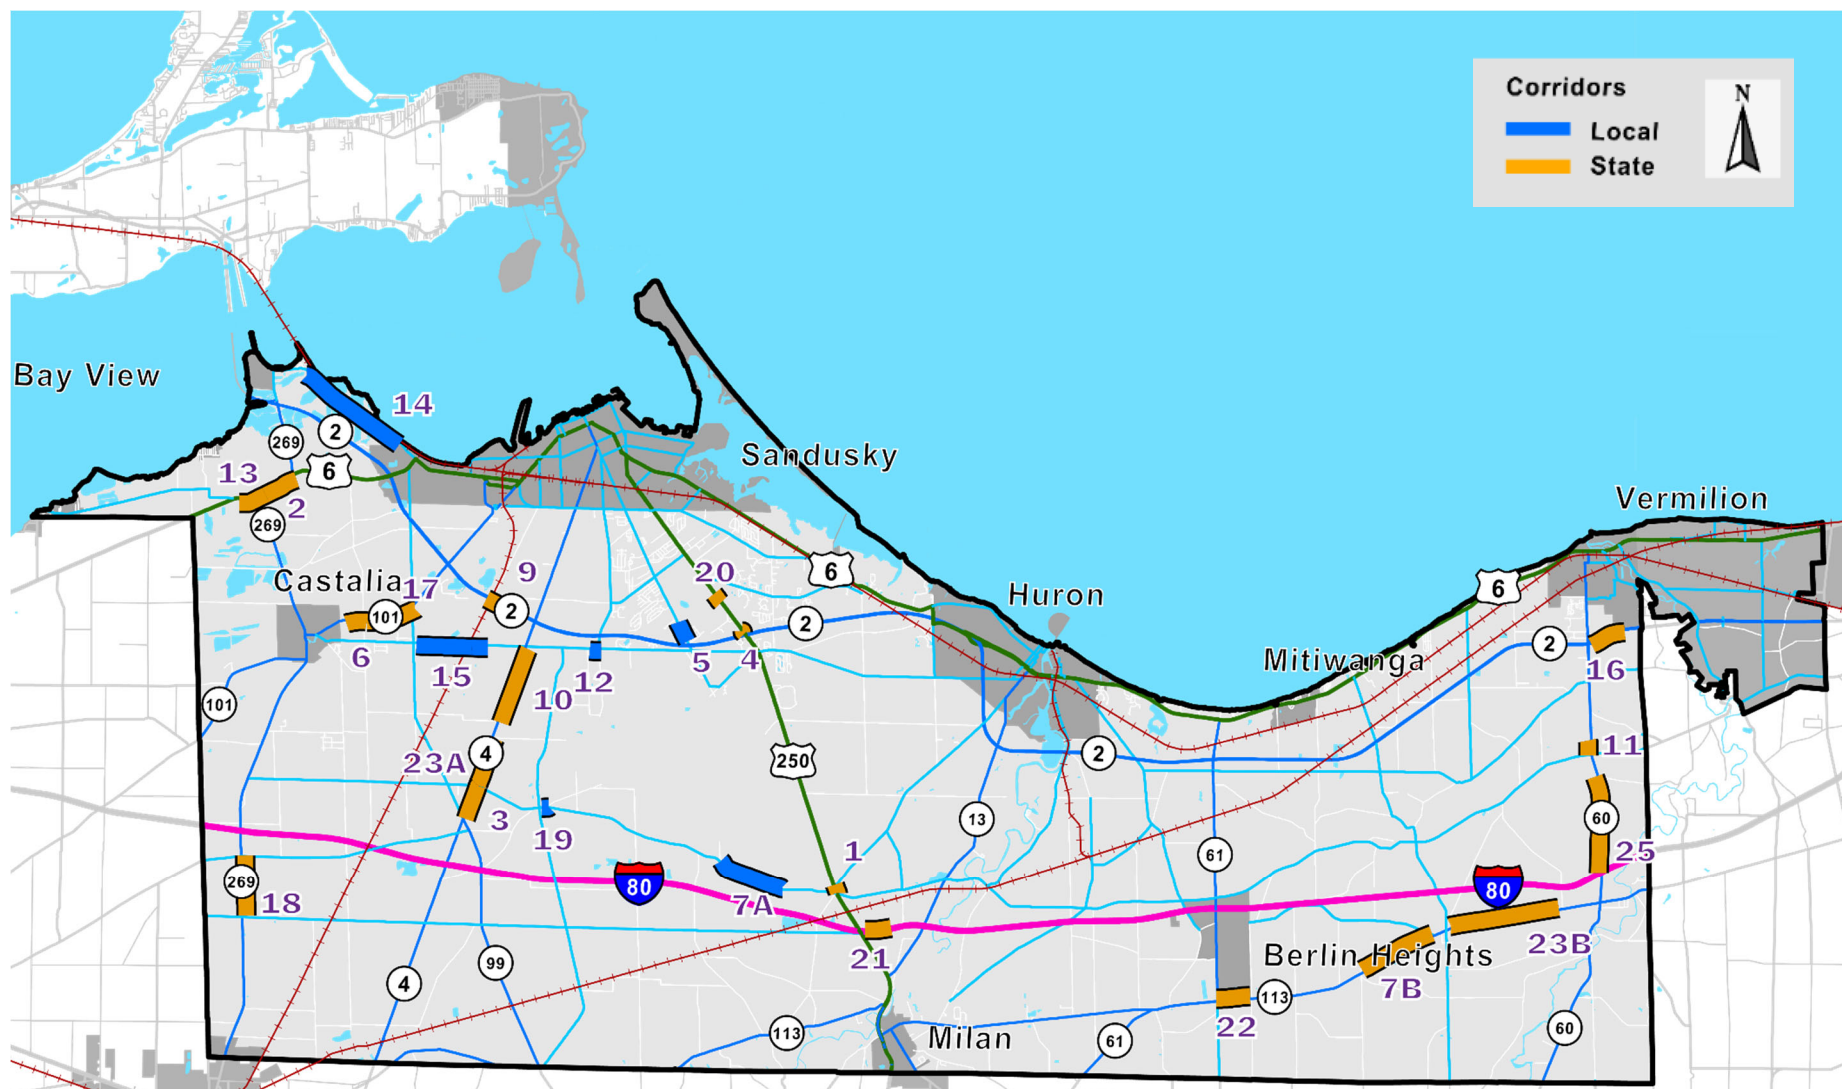 Corridors
N
Local
State
Bay View
14
2
269
Sandusky
13
6
2
269
Vermilion
Castalia
17
9
20
6
Huron
6
101
2
2
6
15
12
5
4
2
Mitiwanga
16
101
10
23A
4
250
2
11
3
19
13
60
1
61
25
269
80
80
18
7A
21
23B
Berlin Heights
7B
99
4
22
113
113
Milan
61
60